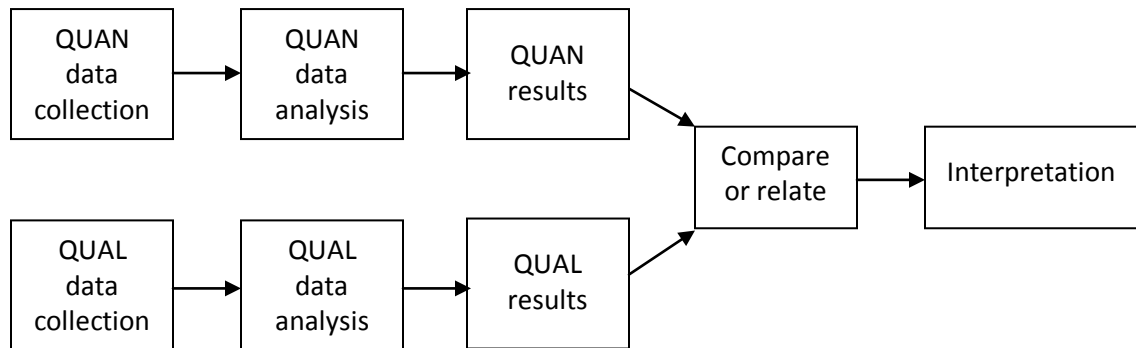 QUAN
data
collection
QUAN
data
analysis
QUAN
results
QUAL
data
collection
QUAL
data
analysis
QUAL
results
Compare
or relate
Interpretation